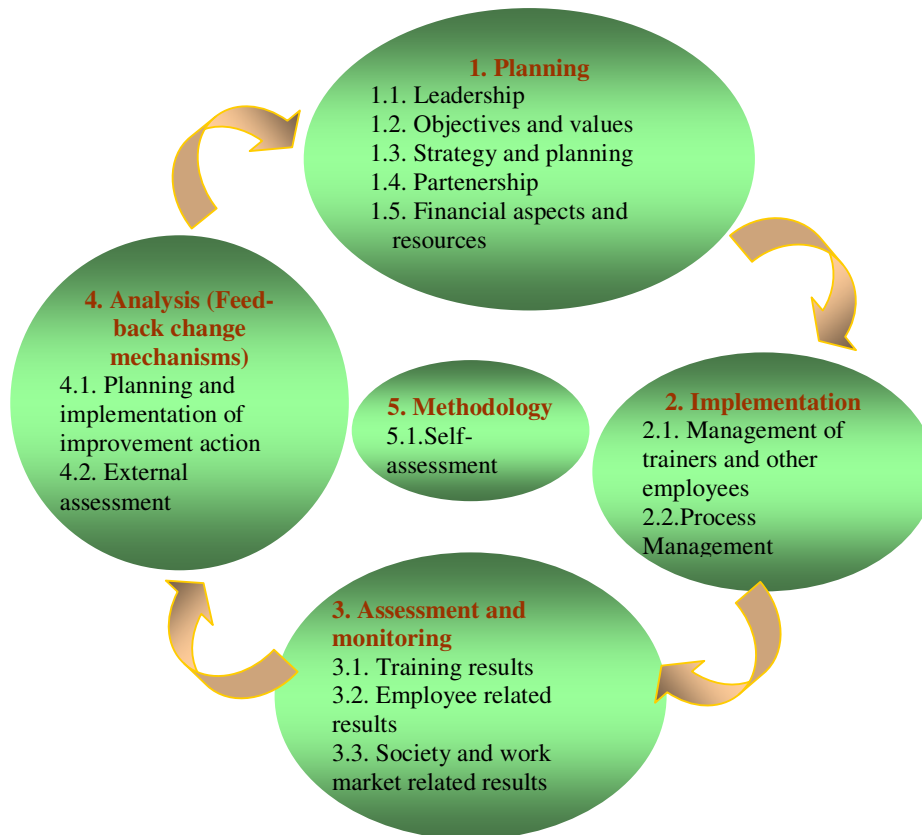 1. Planning
1.1. Leadership
1.2. Objectives and values
1.3. Strategy and planning
1.4. Partenership
1.5. Financial aspects and
resources
2. Implementation
2.1. Management of
trainers and other
employees
2.2.Process
Management
3. Assessment and
monitoring
3.1. Training results
3.2. Employee related
results
3.3. Society and work
market related results
4. Analysis (Feed-
back change
mechanisms)
4.1. Planning and
implementation of
improvement action
4.2. External
assessment
5. Methodology
5.1.Self-
assessment